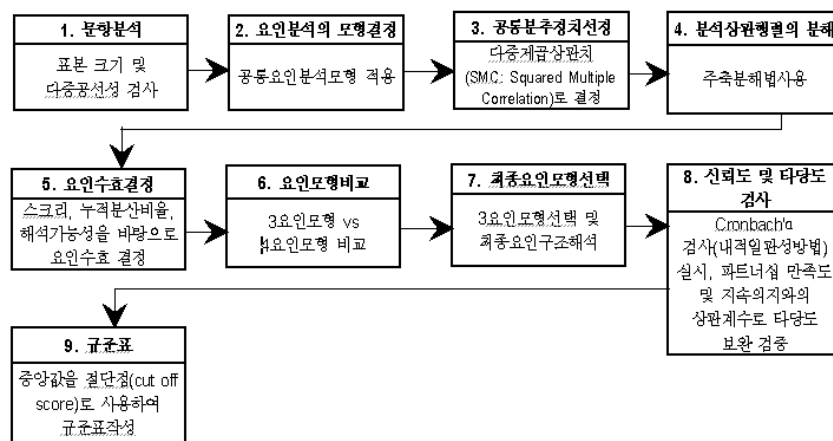 1. 문항분석
표본 크기 및
다중공선성 검사
2. 요인분석의 모형결정
공통요인분석모형 적용
3. 공통분추정치선정
다중제곱상관치
(SMC: Squared Multiple
Correlation)로 결정
4. 분석상관행렬의 분해
주축분해법사용
5. 요인수효결정
스크리, 누적분산비율,
해석가능성을 바탕으로
요인수효 결정
6. 요인모형비교
3요인모형 vs
4요인모형 비교
7. 최종요인모형선택
3요인모형선택 및
최종요인구조해석
8. 신뢰도 및 타당도
검사
Cronbach'α
검사(내적일관성방법)
실시, 파트너십 만족도
및 지속의지와의
상관계수로 타당도
보완 검증
9. 규준표
중앙값을 절단점(cut off
score)로 사용하여
규준표작성